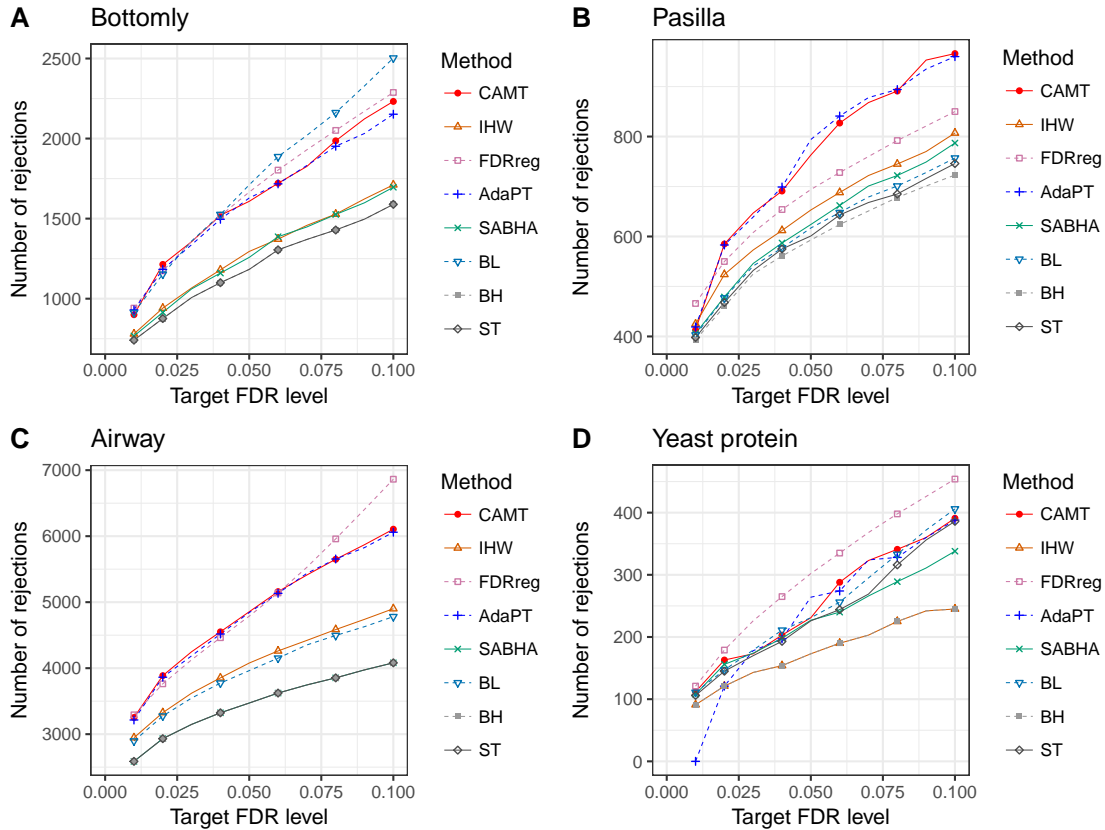 A Bottomly
Number of rejections
2500
2000
1500
1000
0.000 0.025 0.050 0.075 0.100
Target FDR level
Method
CAMT
IHW
FDRreg
AdaPT
SABHA
BL
BH
ST
B Pasilla
Number of rejections
800
600
400
0.000 0.025 0.050 0.075 0.100
Target FDR level
Method
CAMT
IHW
FDRreg
AdaPT
SABHA
BL
BH
ST
C Airway
Number of rejections
7000
6000
5000
4000
3000
0.000 0.025 0.050 0.075 0.100
Target FDR level
Method
CAMT
IHW
FDRreg
AdaPT
SABHA
BL
BH
ST
D Yeast protein
Number of rejections
400
300
200
100
0
0.000 0.025 0.050 0.075 0.100
Target FDR level
Method
CAMT
IHW
FDRreg
AdaPT
SABHA
BL
BH
ST